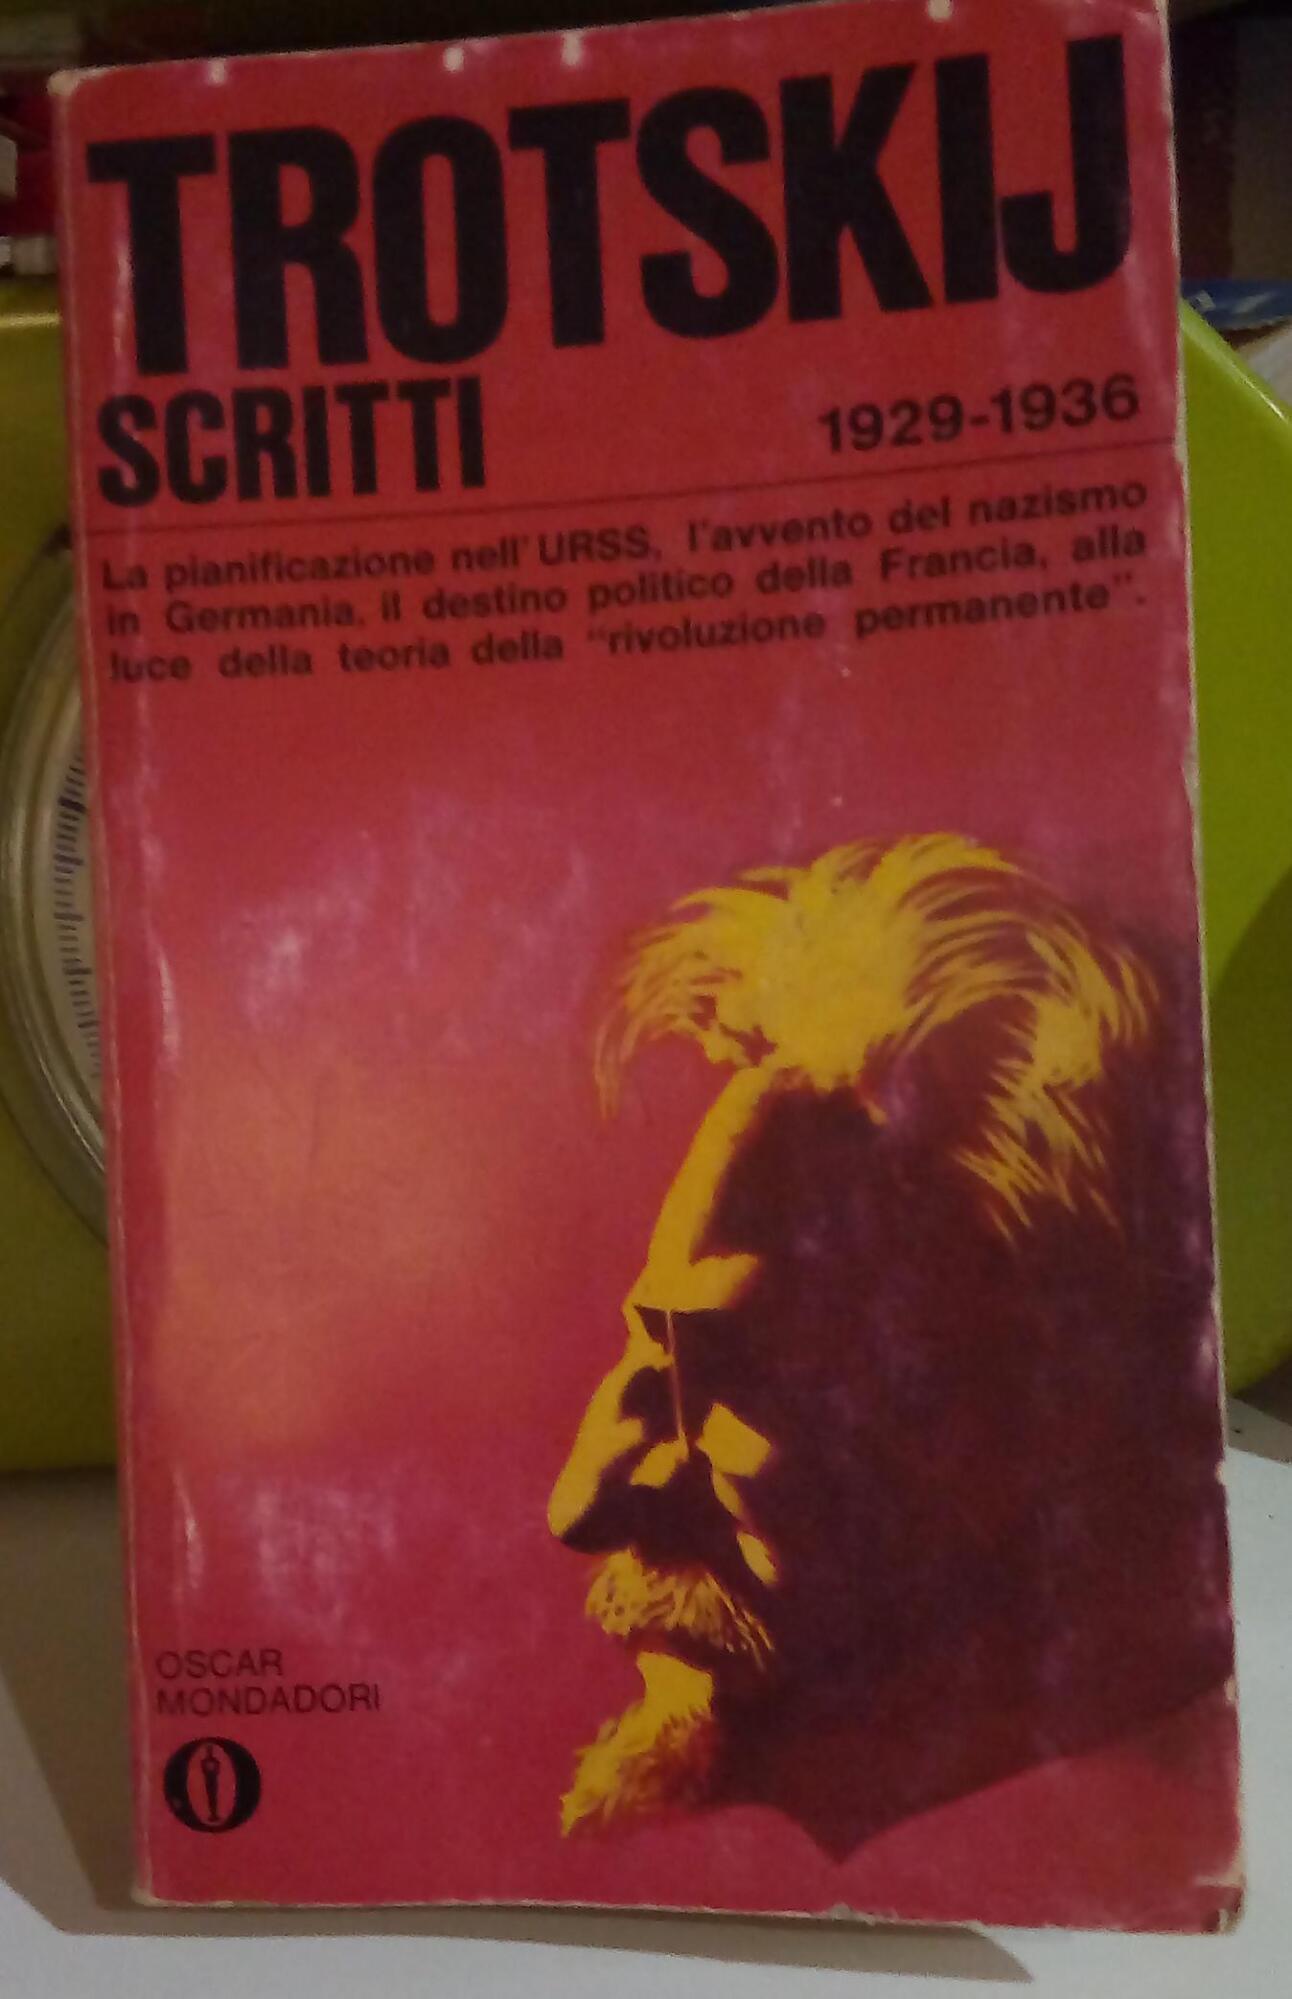 TROTSKIJ
SCRITTI
1929-1936
La pianificazione nell' URSS, l'avvento del nazismo
in Germania, il destino politico della Francia, alla
luce della teoria della "rivoluzione permanente".
OSCAR
MONDADORI